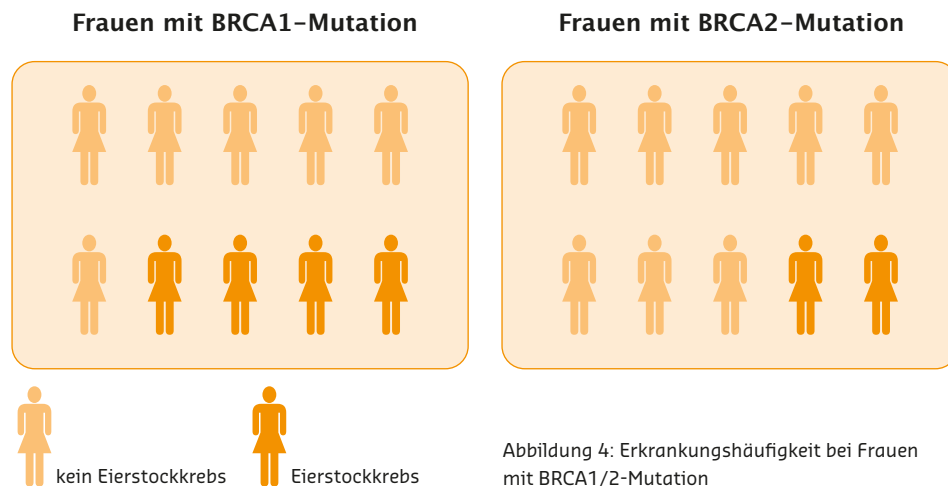 Frauen mit BRCA1-Mutation
Frauen mit BRCA2-Mutation
kein Eierstockkrebs
Eierstockkrebs
Abbildung 4: Erkrankungshäufigkeit bei Frauen
mit BRCA1/2-Mutation